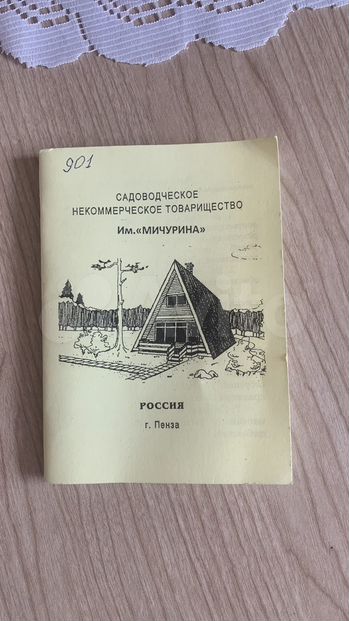 901
САДОВОДЧЕСКОЕ
НЕКОММЕРЧЕСКОЕ ТОВАРИЩЕСТВО
Им.«МИЧУРИНА»
РОССИЯ
г. Пенза